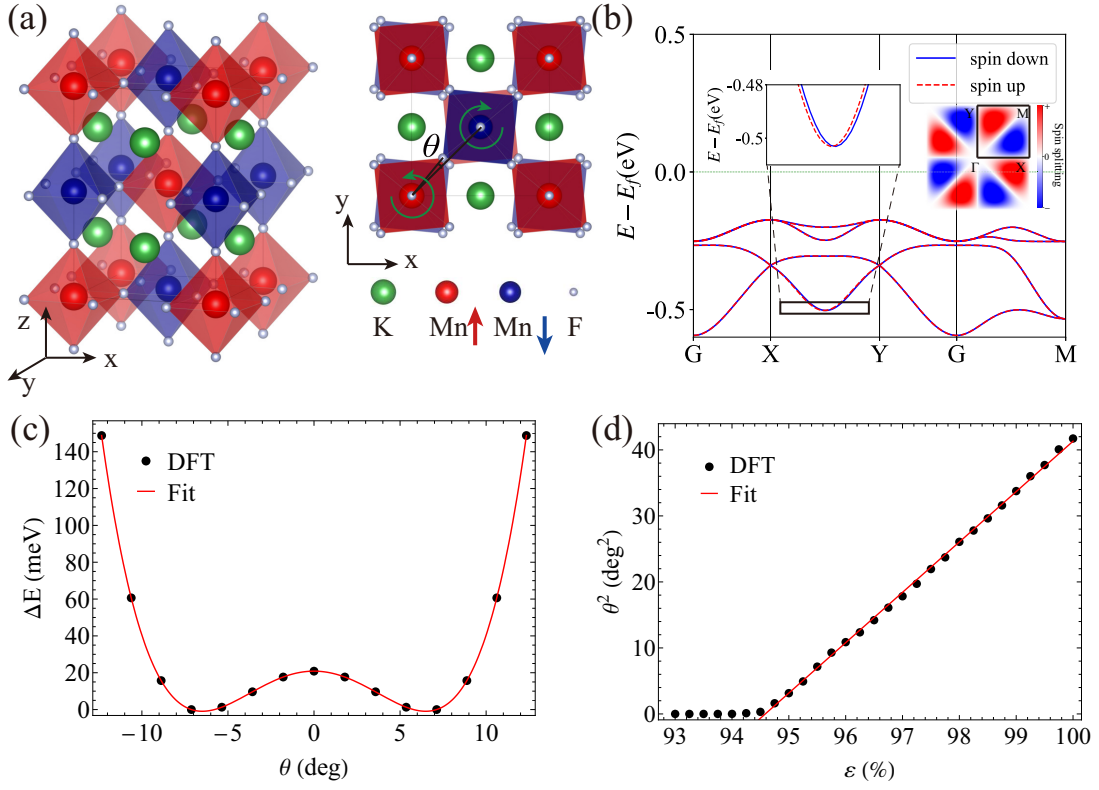 (a)
θ
z
x
y
y
x
K Mn Mn F
(b)
E − E_f(eV)
0.5
0.0
-0.5
G X Y G M
E − E_f(eV)
-0.48
-0.5
spin down
spin up
Y M
Γ X
+
0
−
Spin splitting
(c)
ΔE (meV)
140
120
100
80
60
40
20
0
DFT
Fit
−10 −5 0 5 10
θ (deg)
(d)
θ² (deg²)
40
30
20
10
0
DFT
Fit
93 94 95 96 97 98 99 100
ε (%)